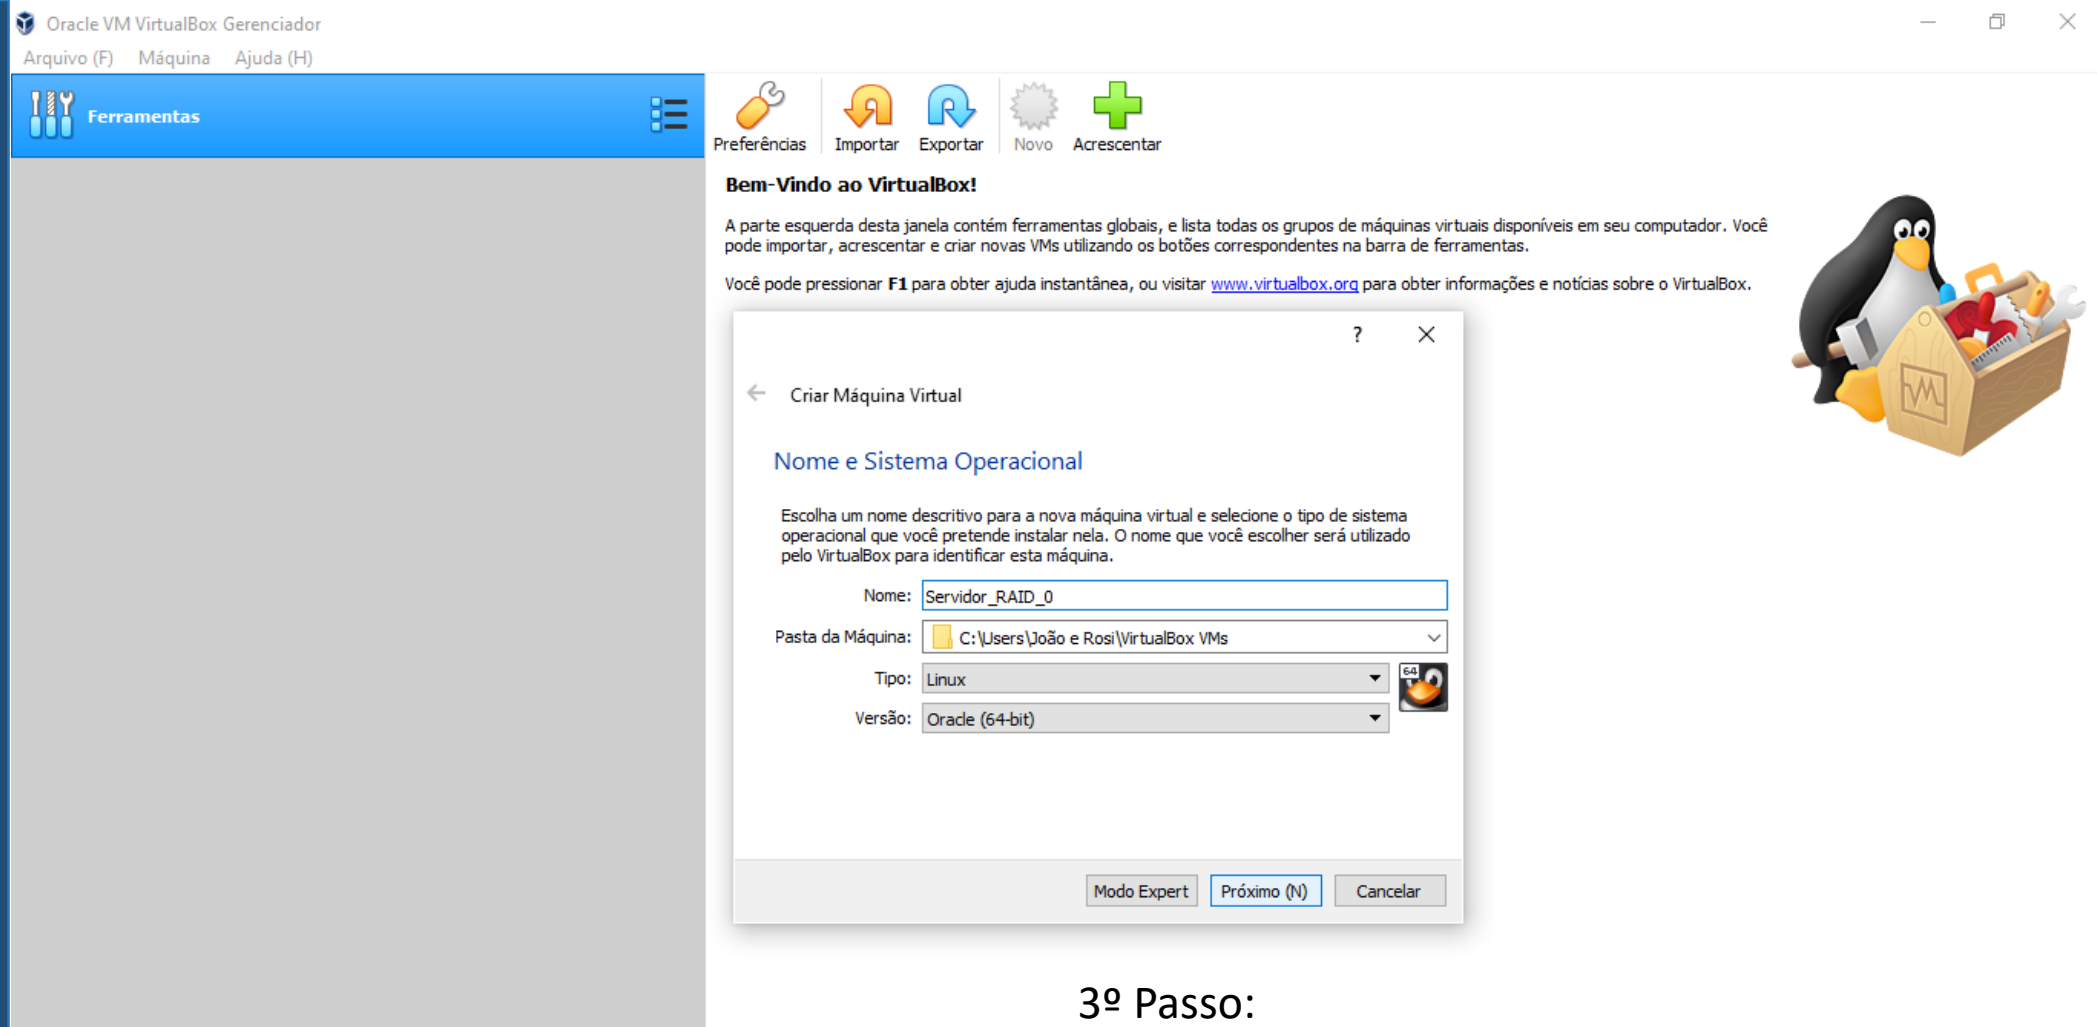 Oracle VM VirtualBox Gerenciador
Arquivo (F) Máquina Ajuda (H)
Ferramentas
Preferências Importar Exportar Novo Acrescentar
Bem-Vindo ao VirtualBox!
A parte esquerda desta janela contém ferramentas globais, e lista todas os grupos de máquinas virtuais disponíveis em seu computador. Você
pode importar, acrescentar e criar novas VMs utilizando os botões correspondentes na barra de ferramentas.
Você pode pressionar F1 para obter ajuda instantânea, ou visitar www.virtualbox.org para obter informações e notícias sobre o VirtualBox.
?
Criar Máquina Virtual
Nome e Sistema Operacional
Escolha um nome descritivo para a nova máquina virtual e selecione o tipo de sistema
operacional que você pretende instalar nela. O nome que você escolher será utilizado
pelo VirtualBox para identificar esta máquina.
Nome: Servidor_RAID_0
Pasta da Máquina: C:\Users\João e Rosi\VirtualBox VMs
Tipo: Linux
64
Versão: Oracle (64-bit)
Modo Expert Próximo (N) Cancelar
3º Passo: